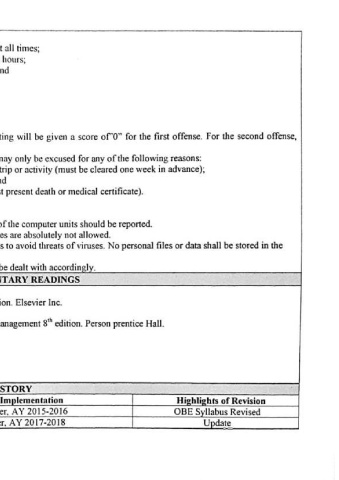 t all times;
hours;
nd
ting will be given a score of"0" for the first offense. For the second offense,
may only be excused for any of the following reasons:
trip or activity (must be cleared one week in advance);
nd
t present death or medical certificate).
of the computer units should be reported.
es are absolutely not allowed.
s to avoid threats of viruses. No personal files or data shall be stored in the
be dealt with accordingly.
NTARY READINGS
ion. Elsevier Inc.
anagement 8th edition. Person prentice Hall.
STORY
Implementation Highlights of Revision
er, AY 2015-2016 OBE Syllabus Revised
er, AY 2017-2018 Update